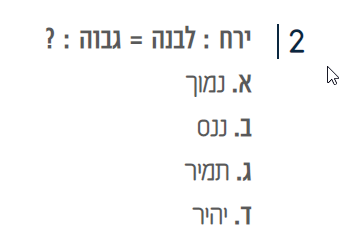 2 ירח : לבנה = גבוה : ?
א. נמוך
ב. ננס
ג. תמיר
ד. יהיר